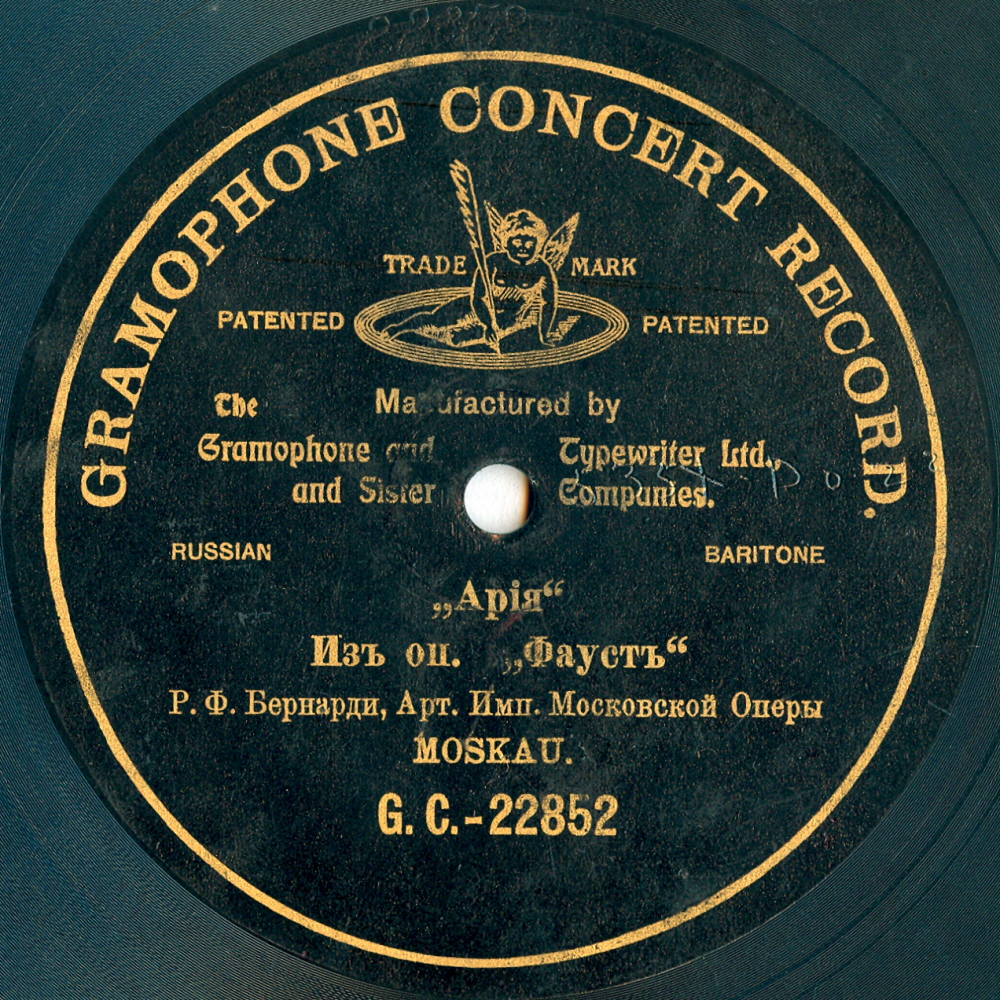 GRAMOPHONE CONCERT RECORD.
TRADE MARK
PATENTED PATENTED
The Manufactured by
Gramophone and Typewriter Ltd.,
and Sister Companies.
RUSSIAN BARITONE
„Арія“
Изъ оп. „Фаустъ“
Р. Ф. Бернарди, Арт. Имп. Московской Оперы
MOSKAU.
G. C.-22852